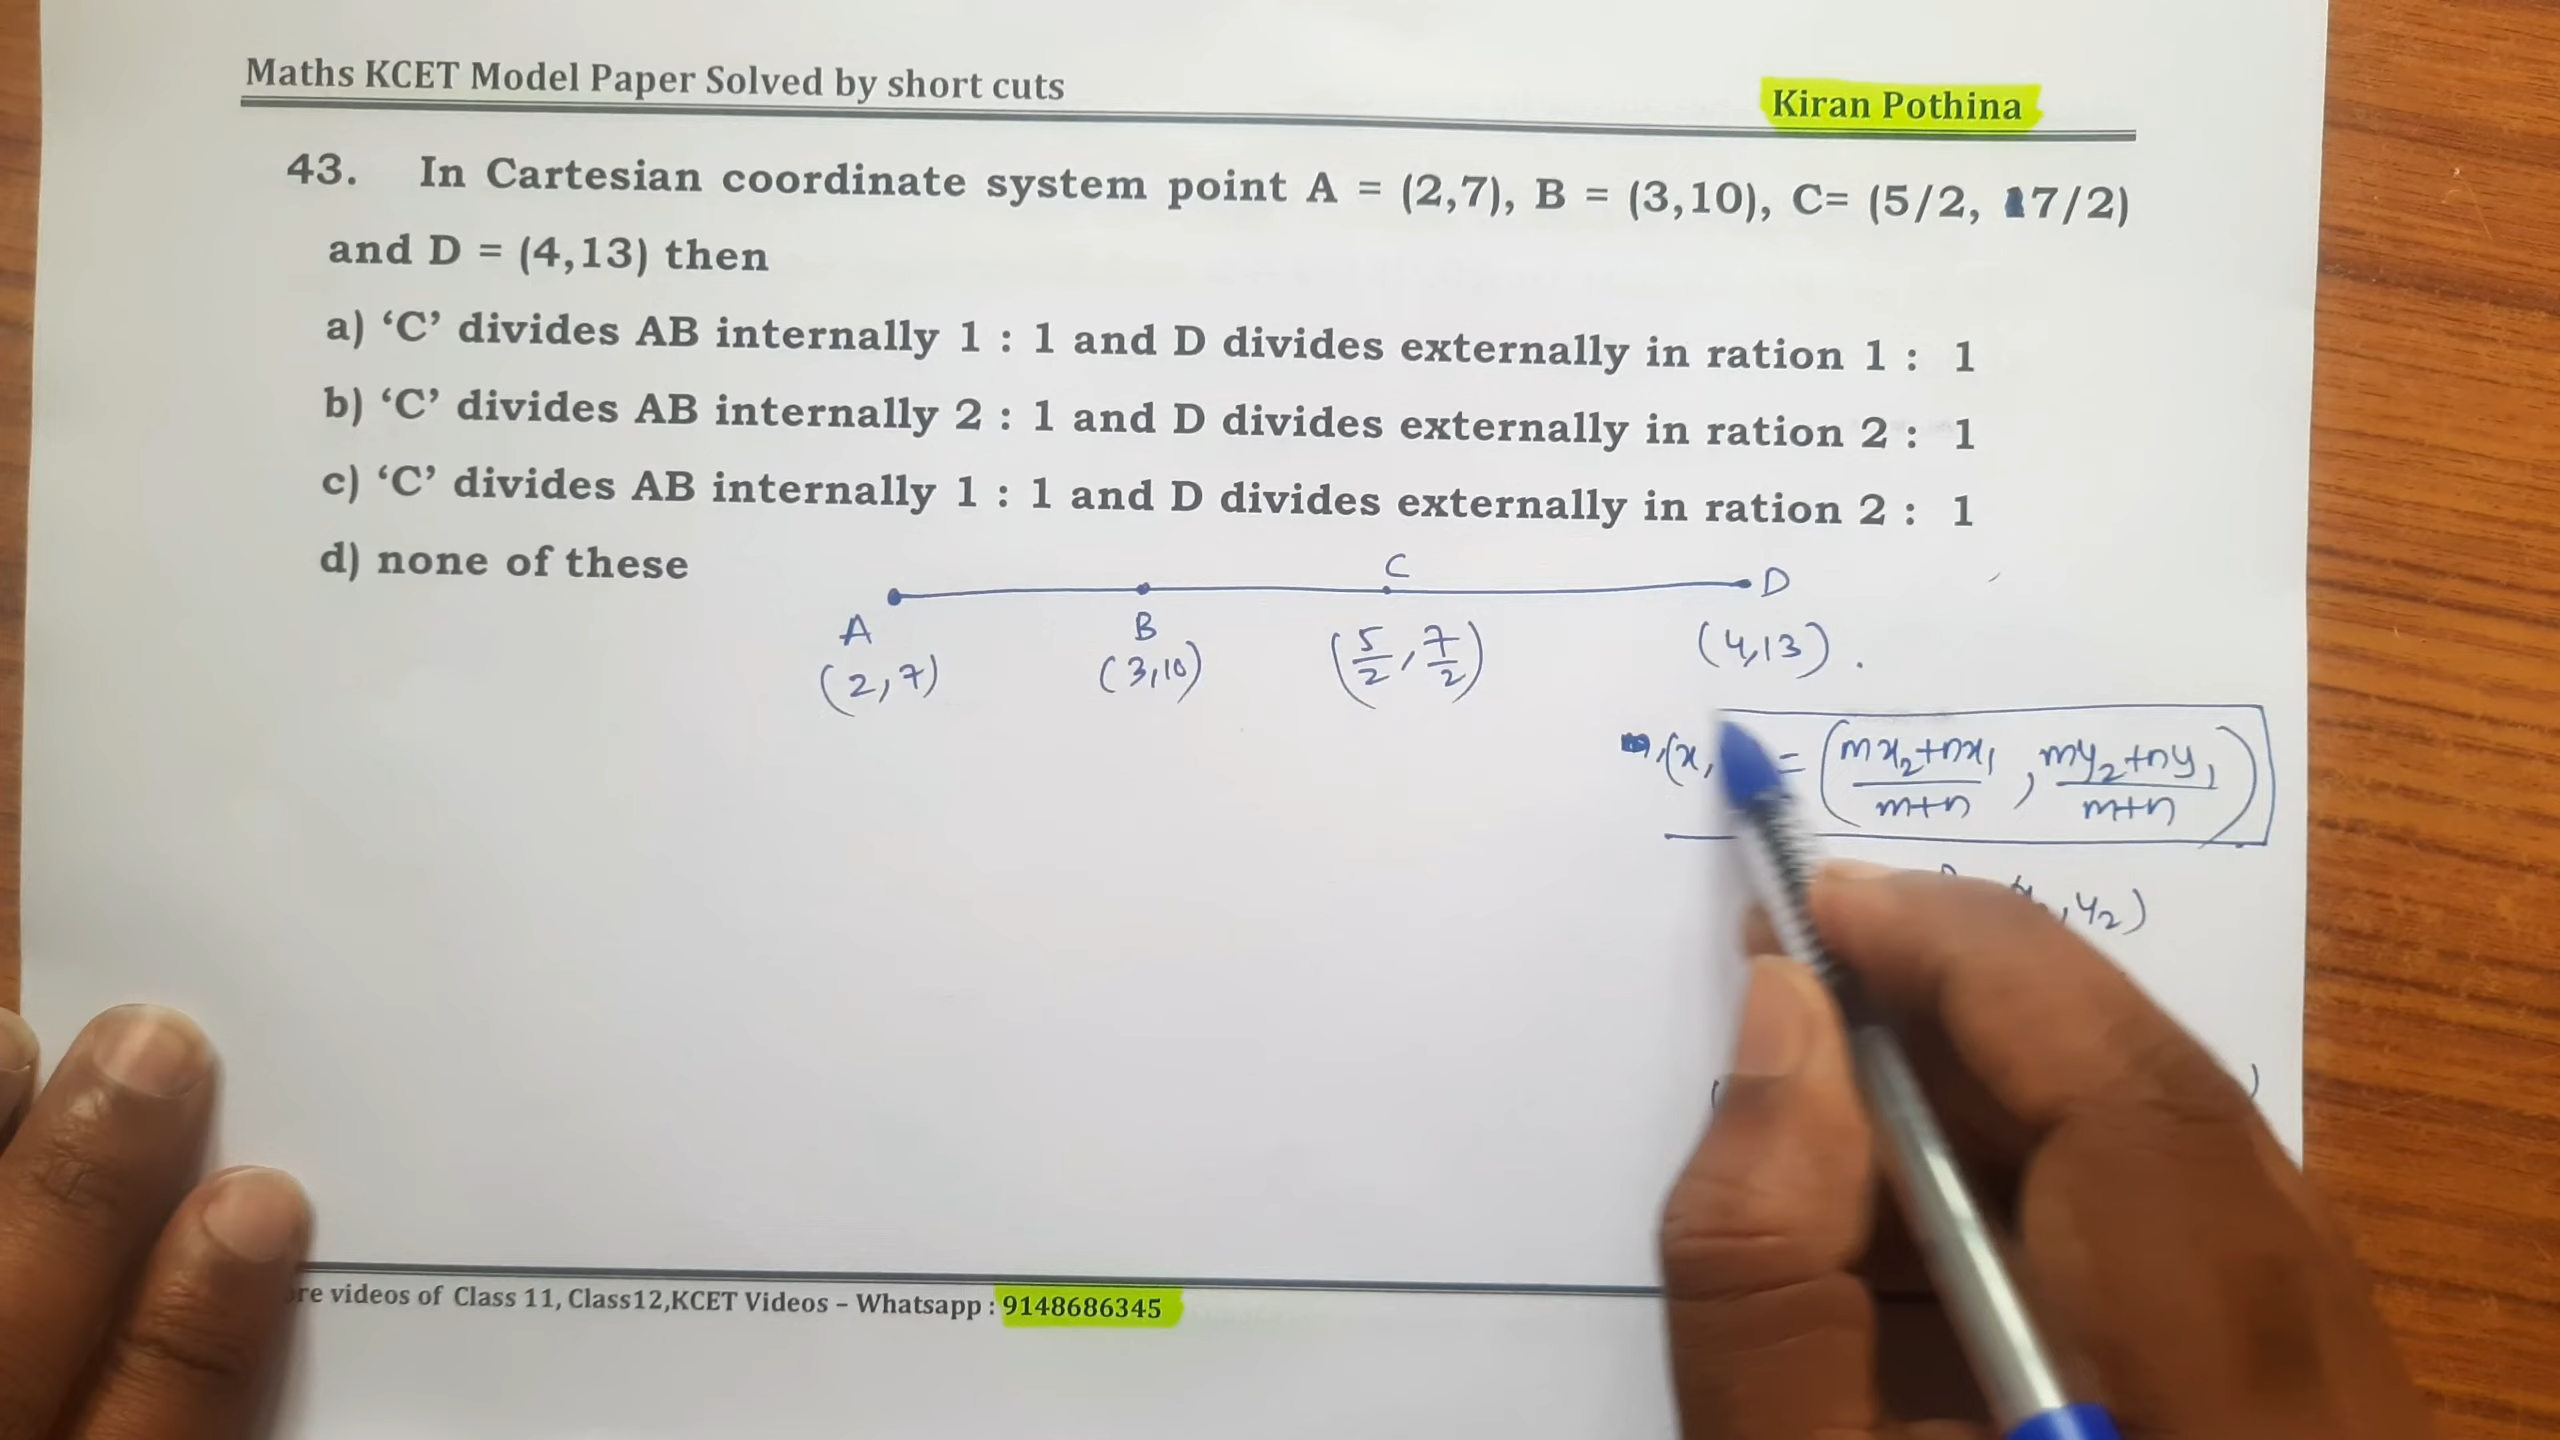 Maths KCET Model Paper Solved by short cuts
Kiran Pothina
43. In Cartesian coordinate system point A = (2,7), B = (3,10), C= (5/2, 17/2)
and D = (4,13) then
a) ‘C’ divides AB internally 1 : 1 and D divides externally in ration 1 : 1
b) ‘C’ divides AB internally 2 : 1 and D divides externally in ration 2 : 1
c) ‘C’ divides AB internally 1 : 1 and D divides externally in ration 2 : 1
d) none of these
C
D
A
B
(2,7)
(3,10)
(5/2, 7/2)
(4,13).
(x, = (mx₂+nx₁/m+n, my₂+ny₁/m+n)
,y₂)
videos of Class 11, Class12,KCET Videos – Whatsapp : 9148686345